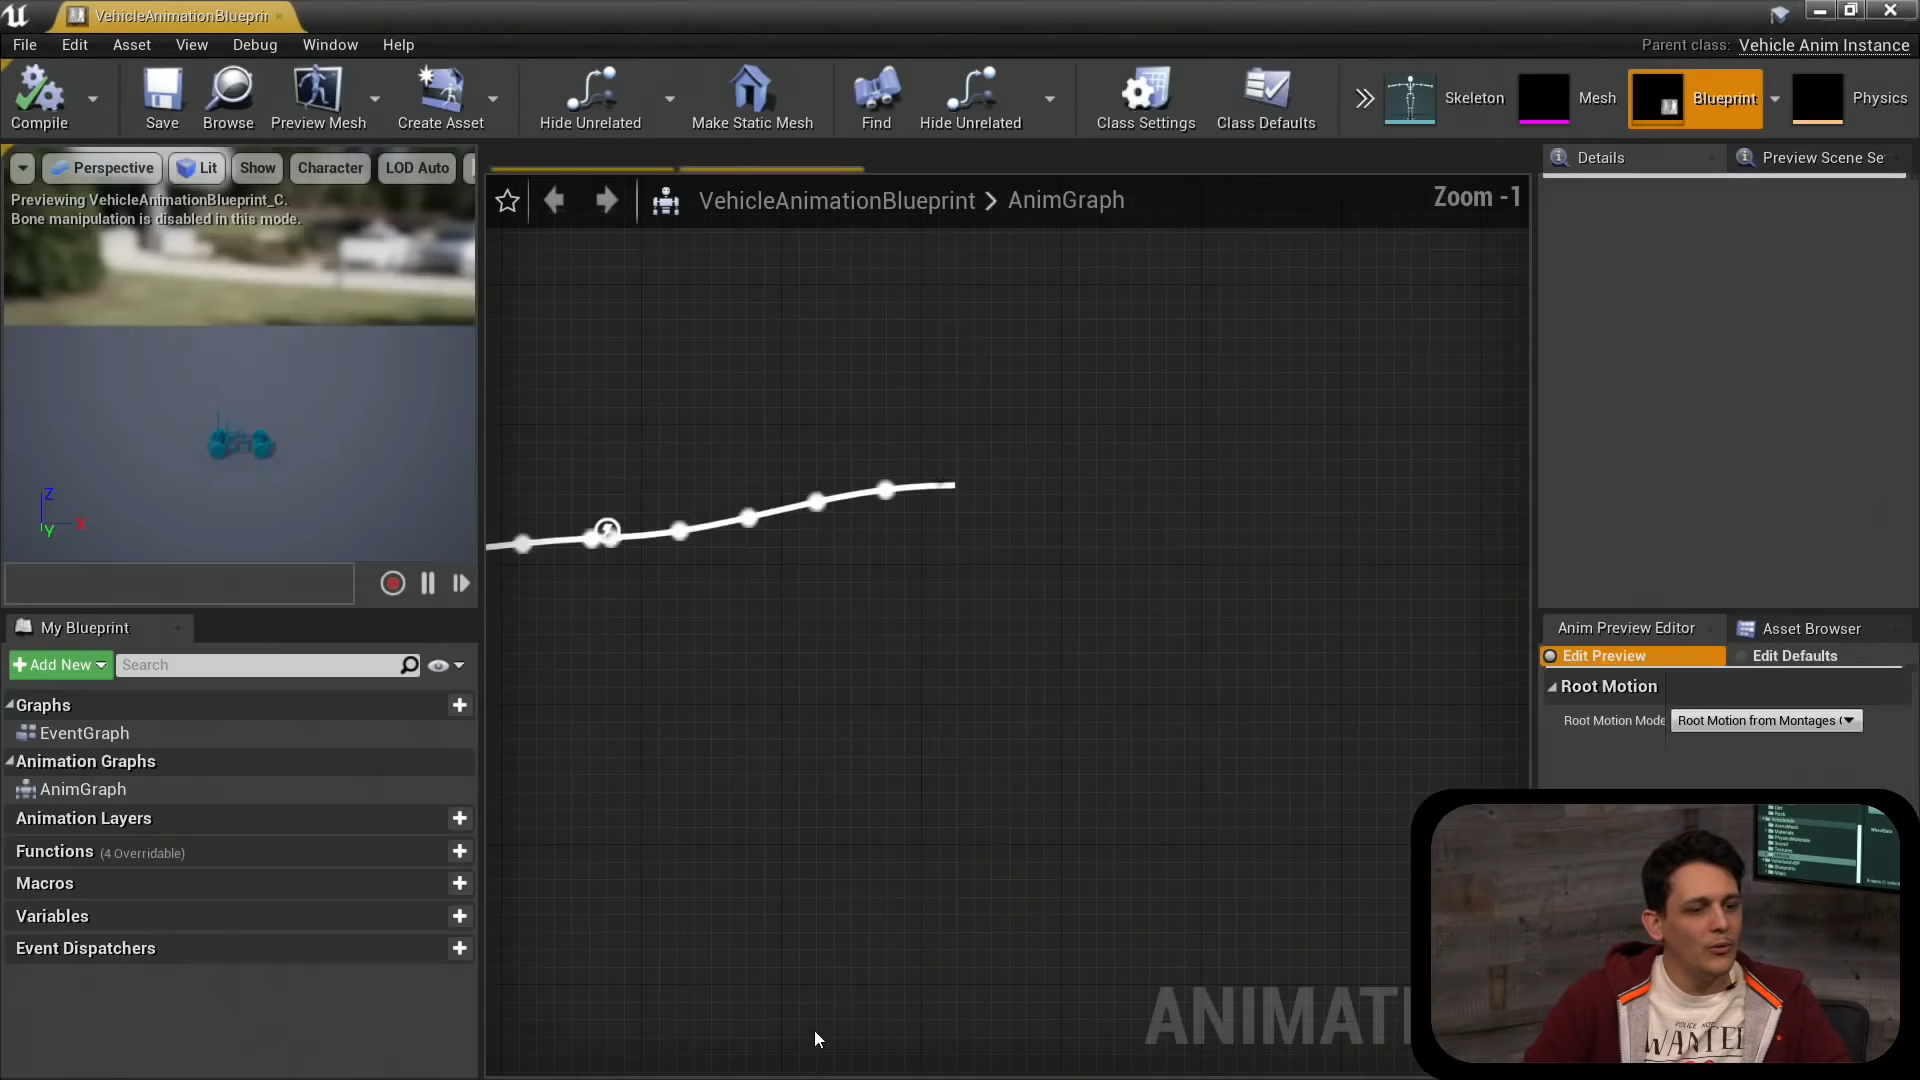 VehicleAnimationBlueprir
File Edit Asset View Debug Window Help
Parent class: Vehicle Anim Instance
Compile
Save
Browse
Preview Mesh
Create Asset
Hide Unrelated
Make Static Mesh
Find
Hide Unrelated
Class Settings
Class Defaults
Skeleton
Mesh
Blueprint
Physics
Perspective
Lit
Show
Character
LOD Auto
Previewing VehicleAnimationBlueprint_C.
Bone manipulation is disabled in this mode.
Z
X
Y
VehicleAnimationBlueprint > AnimGraph
Zoom -1
Details
Preview Scene Se
My Blueprint
Add New
Search
Graphs
EventGraph
Animation Graphs
AnimGraph
Animation Layers
Functions (4 Overridable)
Macros
Variables
Event Dispatchers
Anim Preview Editor
Asset Browser
Edit Preview
Edit Defaults
Root Motion
Root Motion Mode
Root Motion from Montages (
ANIMATI
POLICE NOT
WANTED